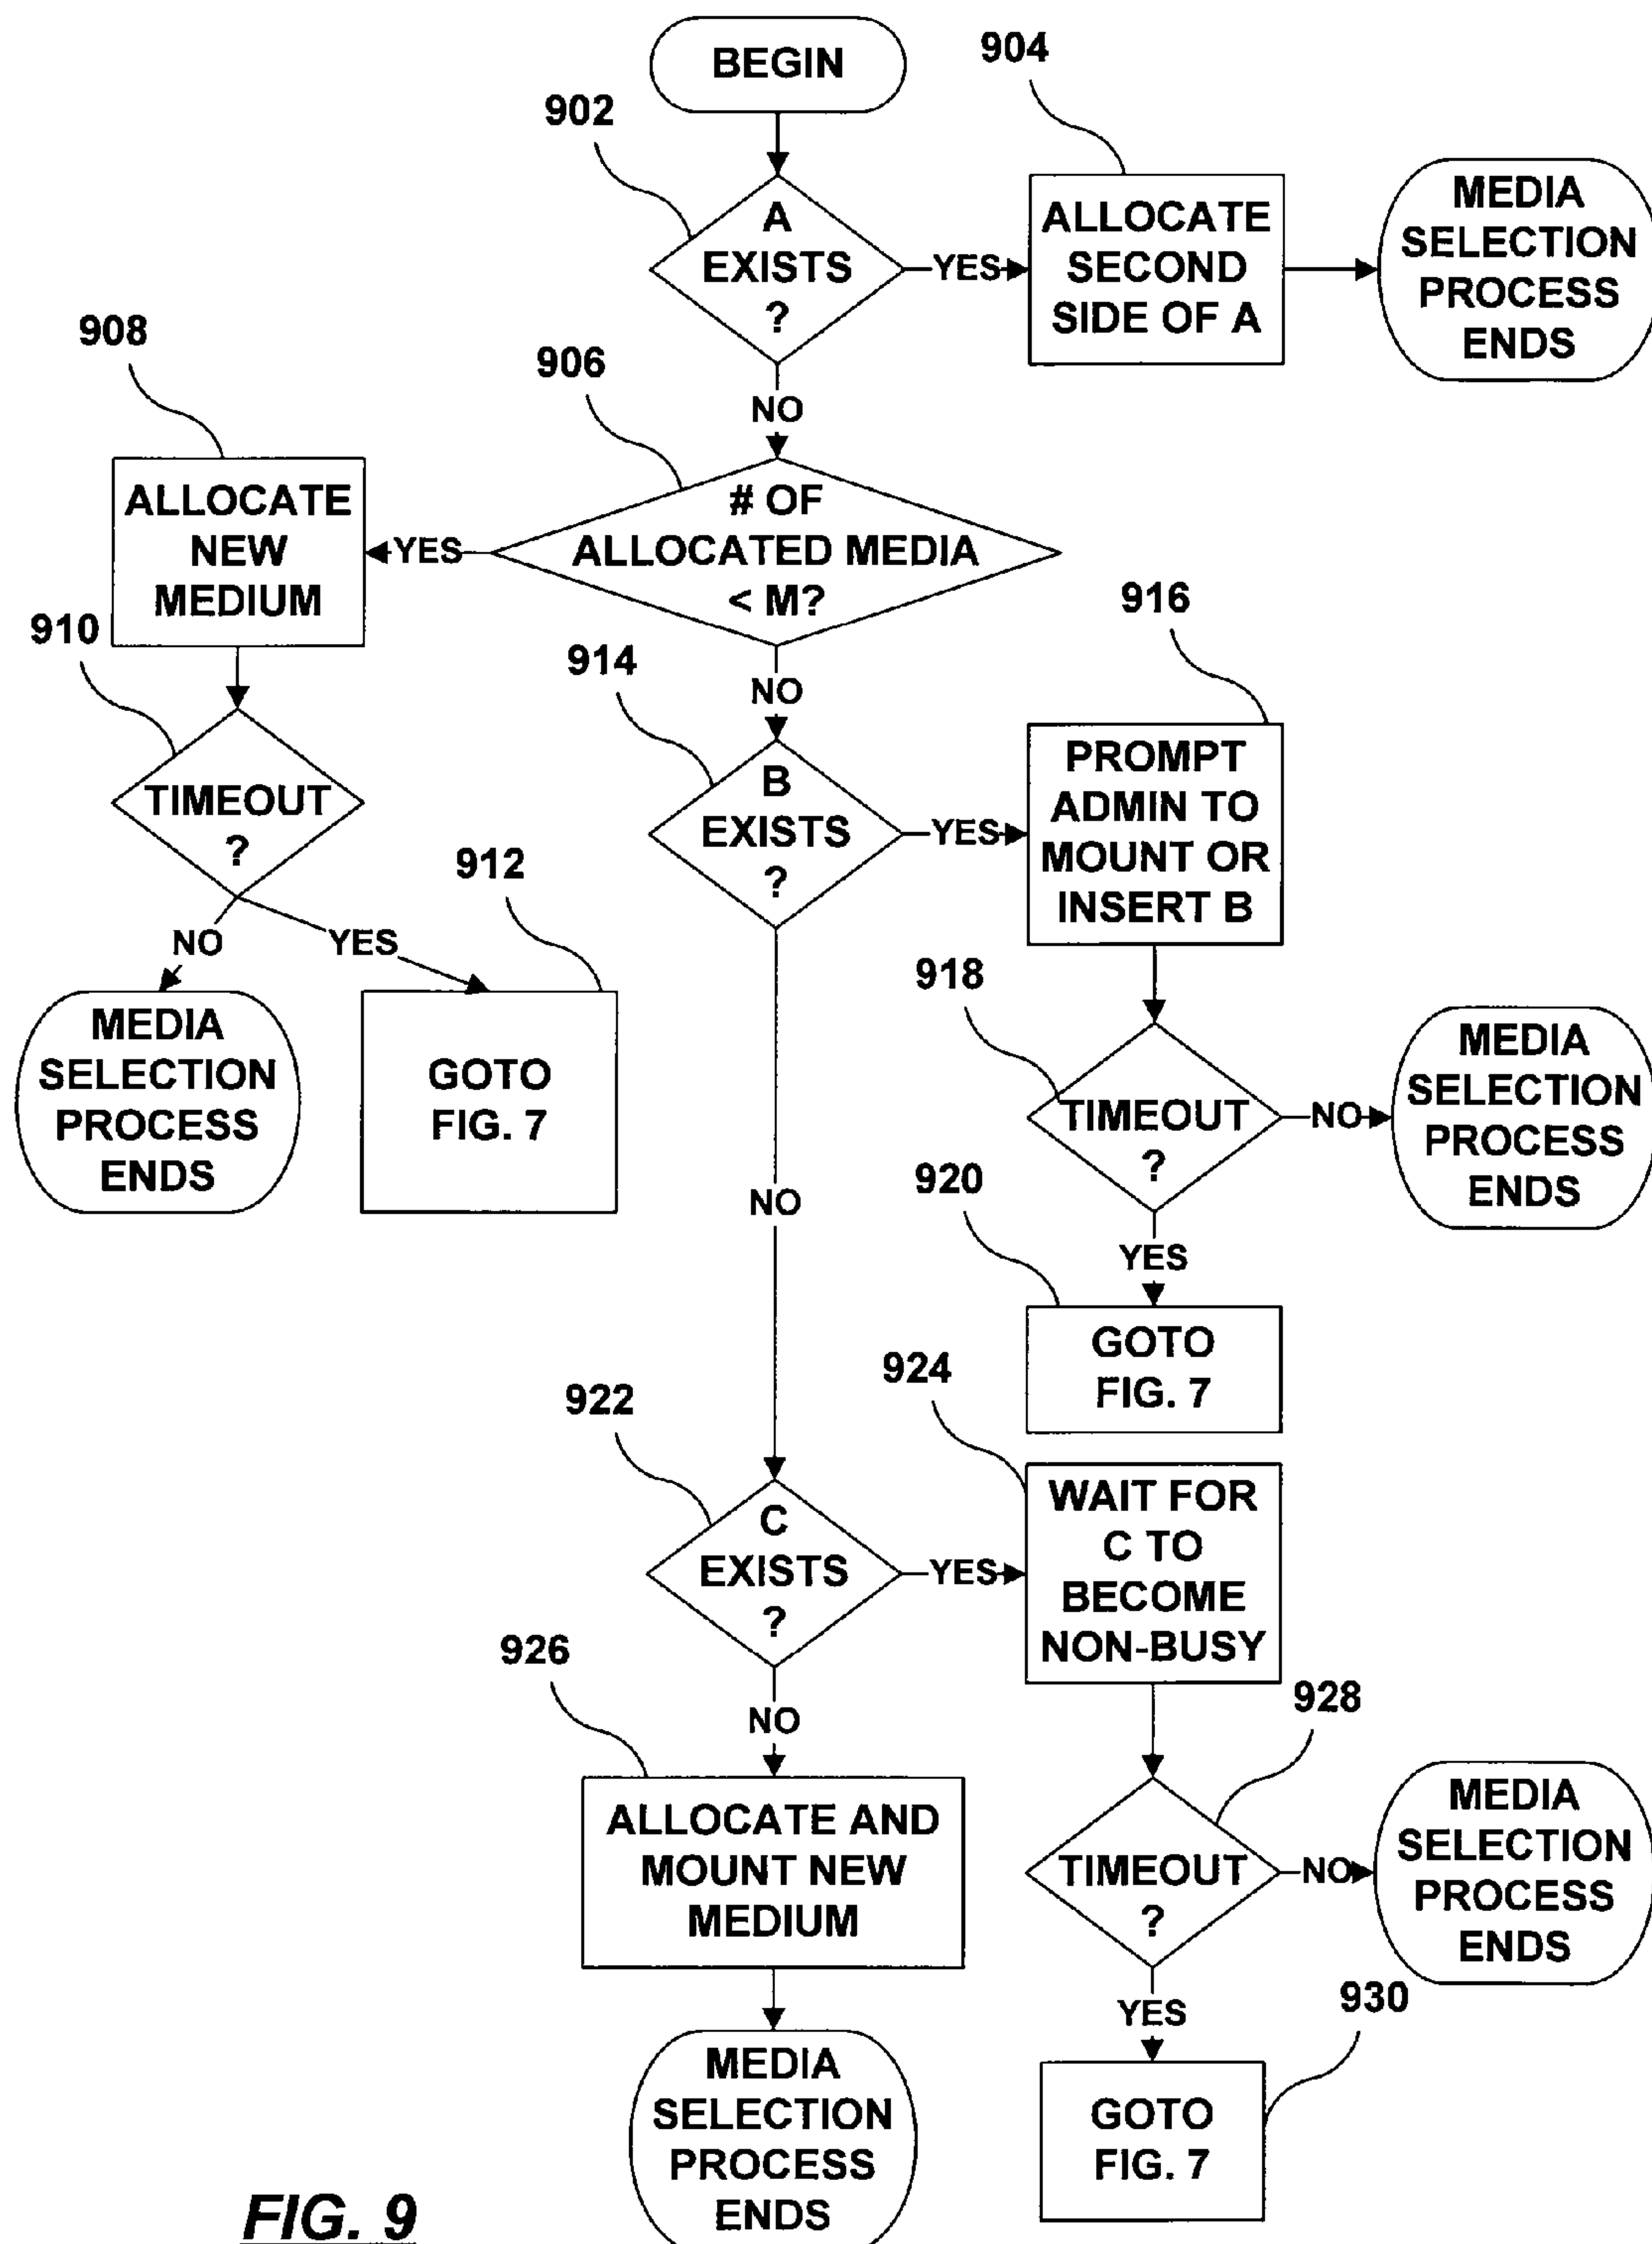 BEGIN
904
902
A
EXISTS
?
YES
ALLOCATE
SECOND
SIDE OF A
MEDIA
SELECTION
PROCESS
ENDS
NO
908
906
ALLOCATE
NEW
MEDIUM
YES
# OF
ALLOCATED MEDIA
< M?
910
914
NO
916
TIMEOUT
?
B
EXISTS
?
YES
PROMPT
ADMIN TO
MOUNT OR
INSERT B
912
NO
YES
918
MEDIA
SELECTION
PROCESS
ENDS
GOTO
FIG. 7
TIMEOUT
?
NO
MEDIA
SELECTION
PROCESS
ENDS
NO
920
YES
GOTO
FIG. 7
922
924
C
EXISTS
?
YES
WAIT FOR
C TO
BECOME
NON-BUSY
926
NO
928
ALLOCATE AND
MOUNT NEW
MEDIUM
TIMEOUT
?
NO
MEDIA
SELECTION
PROCESS
ENDS
YES
930
MEDIA
SELECTION
PROCESS
ENDS
GOTO
FIG. 7
FIG. 9